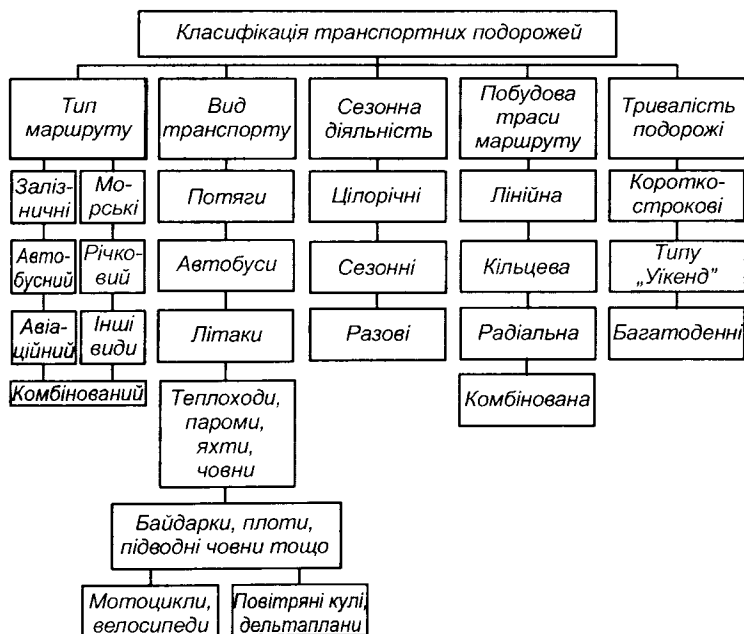 Класифікація транспортних подорожей
Тип
маршруту
Вид
транспорту
Сезонна
діяльність
Побудова
траси
маршруту
Тривалість
подорожі
Заліз-
ничні
Мо-
рські
Потяги
Цілорічні
Лінійна
Коротко-
строкові
Авто-
бусний
Річко-
вий
Автобуси
Сезонні
Кільцева
Типу
„Уікенд”
Авіа-
ційний
Інші
види
Літаки
Разові
Радіальна
Багатоденні
Комбінований
Теплоходи,
пароми,
яхти,
човни
Комбінована
Байдарки, плоти,
підводні човни тощо
Мотоцикли,
велосипеди
Повітряні кулі,
дельтаплани